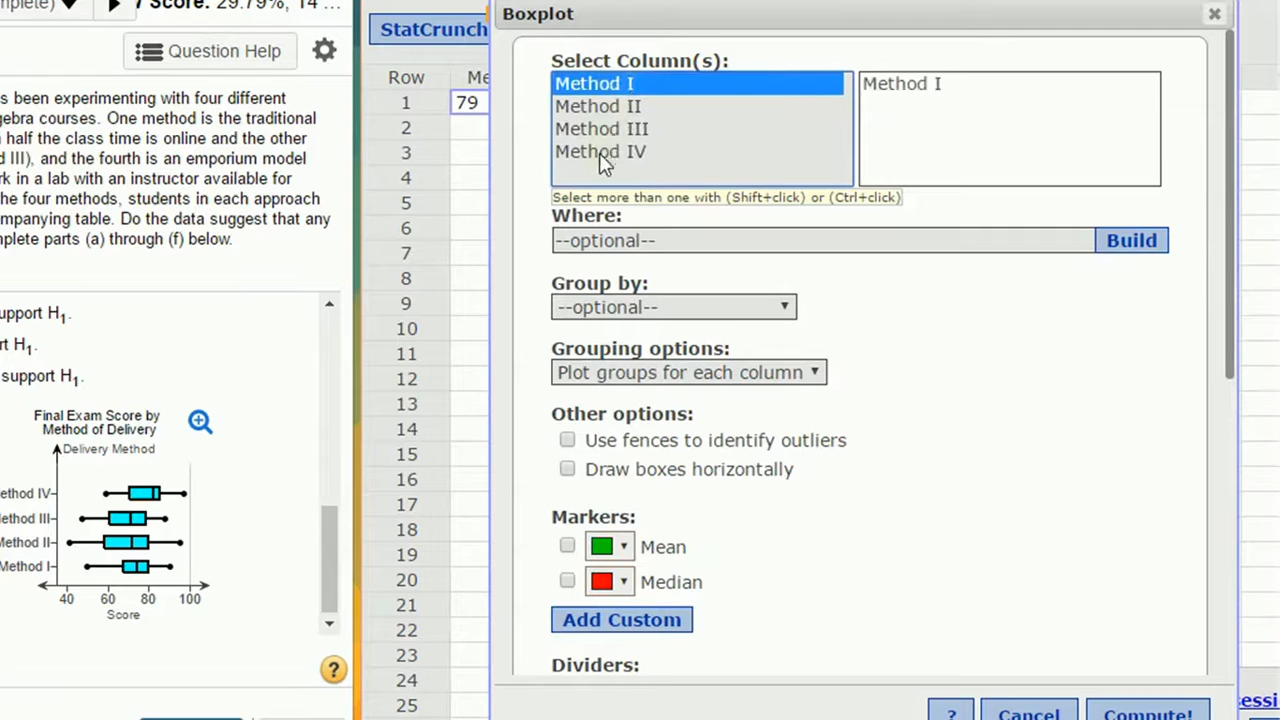 mplete) Score: 29.79%, 14 ...
Question Help
s been experimenting with four different
gebra courses. One method is the traditional
half the class time is online and the other
d III), and the fourth is an emporium model
rk in a lab with an instructor available for
he four methods, students in each approach
ompanying table. Do the data suggest that any
mplete parts (a) through (f) below.
upport H1.
rt H1.
support H1.
Final Exam Score by
Method of Delivery
Delivery Method
ethod IV
ethod III
Method II
Method I
40 60 80 100
Score
?
StatCrunch
Row Me
1 79
2
3
4
5
6
7
8
9
10
11
12
13
14
15
16
17
18
19
20
21
22
23
24
25
Boxplot
Select Column(s):
Method I
Method II
Method III
Method IV
Method I
Select more than one with (Shift+click) or (Ctrl+click)
Where:
--optional--
Build
Group by:
--optional--
Grouping options:
Plot groups for each column
Other options:
Use fences to identify outliers
Draw boxes horizontally
Markers:
Mean
Median
Add Custom
Dividers:
? Cancel Compute!
essi